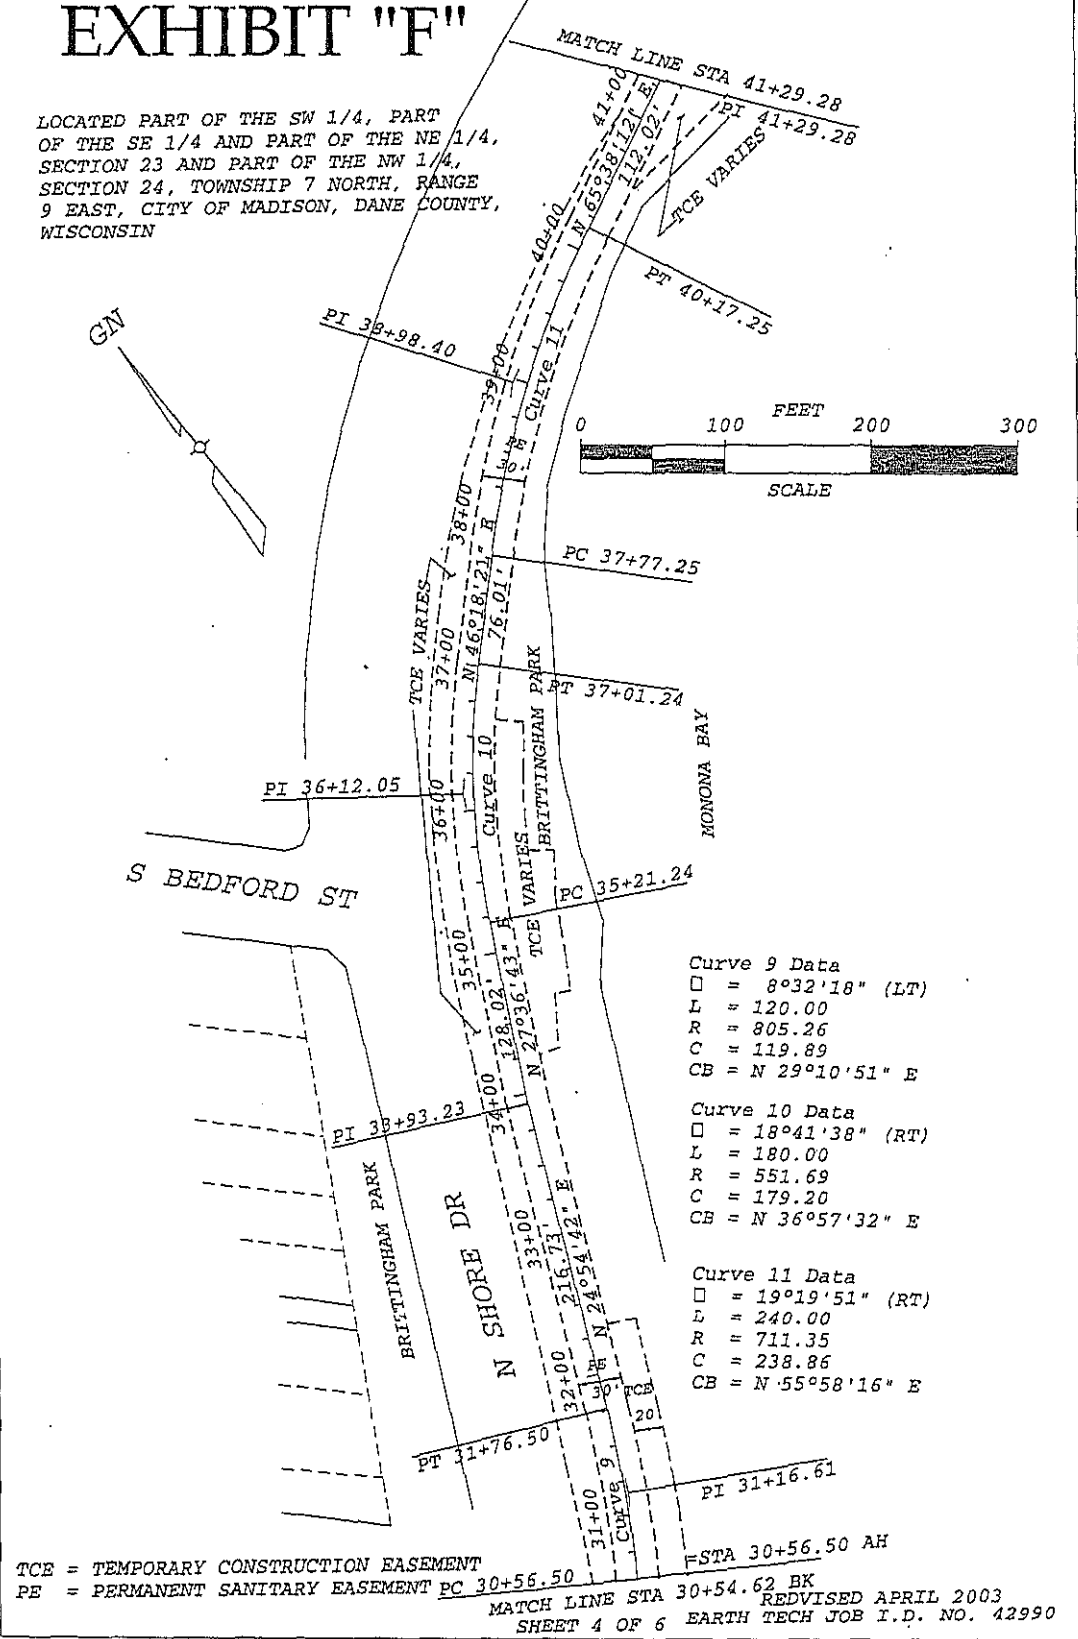 EXHIBIT "F"
LOCATED PART OF THE SW 1/4, PART
OF THE SE 1/4 AND PART OF THE NE 1/4,
SECTION 23 AND PART OF THE NW 1/4,
SECTION 24, TOWNSHIP 7 NORTH, RANGE
9 EAST, CITY OF MADISON, DANE COUNTY,
WISCONSIN
MATCH LINE STA 41+29.28
PI 41+29.28
41+00
N 65°38'12" E
112.02'
TCE VARIES
40+00
PT 40+17.25
GN
PI 38+98.40
39+00
Curve 11
PE
FEET
0 100 200 300
SCALE
38+00
PC 37+77.25
N 46°18'21" E
76.01'
TCE VARIES
37+00
PT 37+01.24
BRITTINGHAM PARK
MONONA BAY
PI 36+12.05
36+00
Curve 10
S BEDFORD ST
TCE VARIES
PC 35+21.24
35+00
128.02'
N 27°36'43" E
Curve 9 Data
□ = 8°32'18" (LT)
L = 120.00
R = 805.26
C = 119.89
CB = N 29°10'51" E
34+00
PI 33+93.23
Curve 10 Data
□ = 18°41'38" (RT)
L = 180.00
R = 551.69
C = 179.20
CB = N 36°57'32" E
BRITTINGHAM PARK
N SHORE DR
33+00
216.73'
N 24°54'42" E
Curve 11 Data
□ = 19°19'51" (RT)
L = 240.00
R = 711.35
C = 238.86
CB = N 55°58'16" E
32+00
PE
30'
TCE
20'
PT 31+76.50
PI 31+16.61
31+00
Curve 9
TCE = TEMPORARY CONSTRUCTION EASEMENT
PE = PERMANENT SANITARY EASEMENT
PC 30+56.50
=STA 30+56.50 AH
MATCH LINE STA 30+54.62 BK
REDVISED APRIL 2003
SHEET 4 OF 6 EARTH TECH JOB I.D. NO. 42990